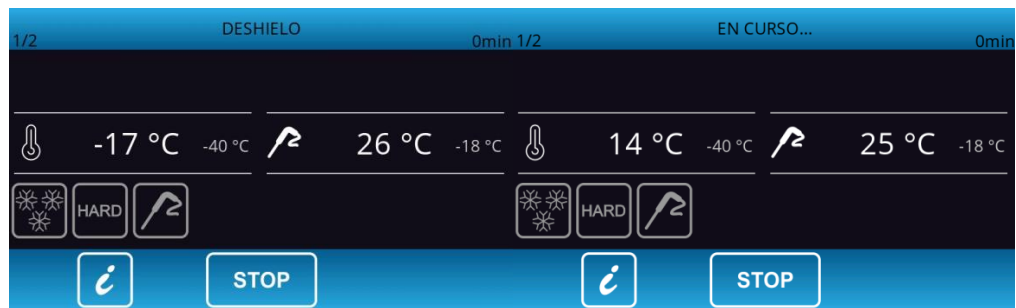 DESHIELO
1/2 0min
-17 °C -40 °C 26 °C -18 °C
HARD
i STOP
EN CURSO...
1/2 0min
14 °C -40 °C 25 °C -18 °C
HARD
i STOP